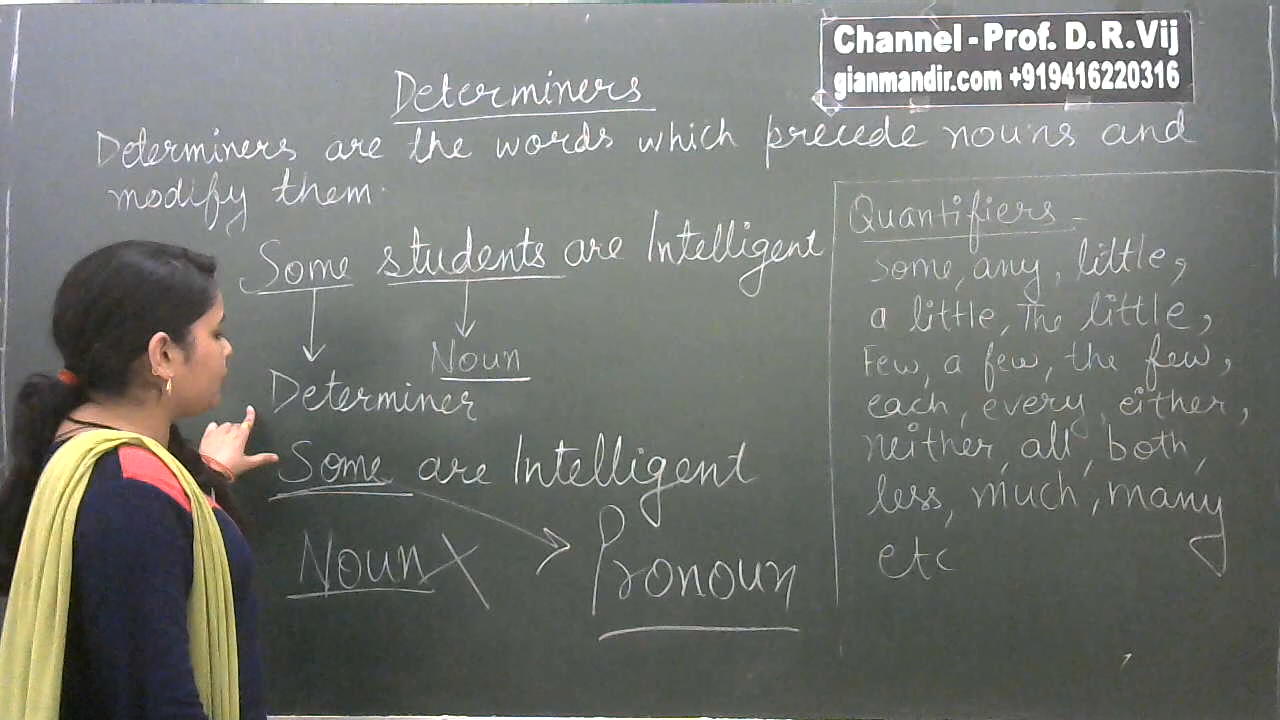 Channel - Prof. D. R. Vij
gianmandir.com +919416220316
Determiners
Determiners are the words which precede nouns and
modify them.
Some students are Intelligent
Noun
Determiner
Some are Intelligent
Noun X
Pronoun
Quantifiers -
some, any, little,
a little, The little,
Few, a few, the few,
each, every, either,
neither, all, both,
less, much, many
etc